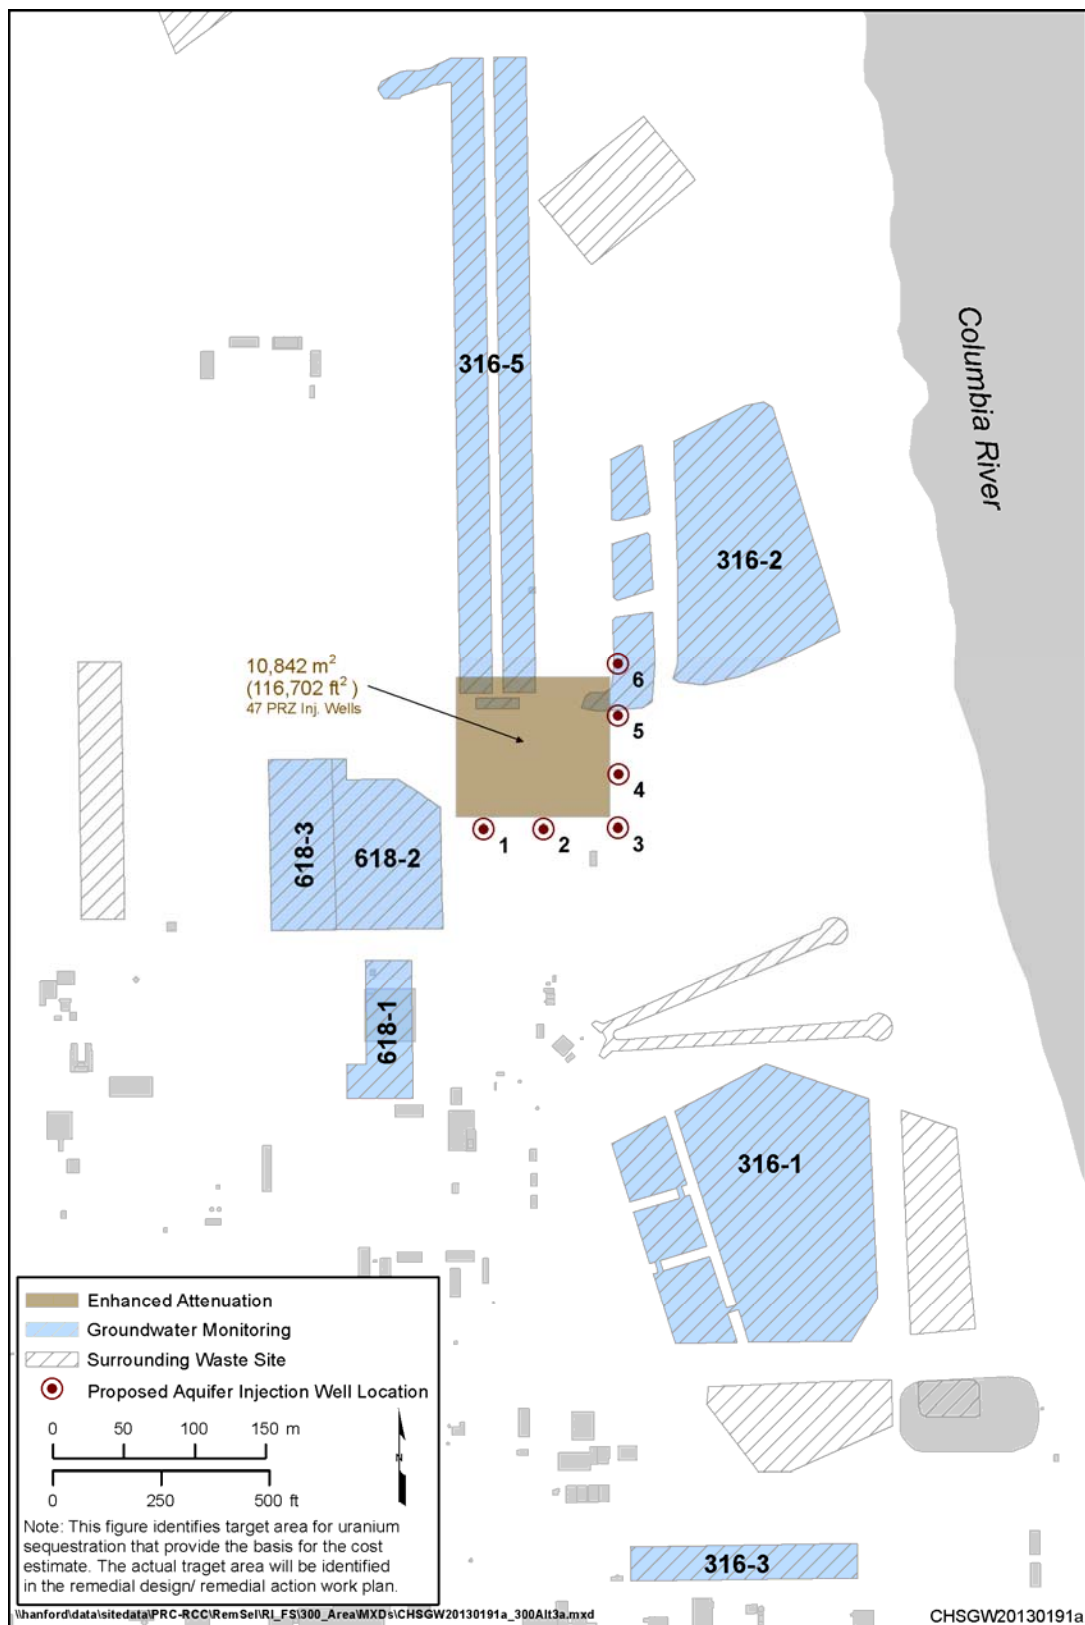 316-5
Columbia River
316-2
10,842 m²
(116,702 ft² )
47 PRZ Inj. Wells
6
5
4
1
2
3
618-3
618-2
618-1
316-1
Enhanced Attenuation
Groundwater Monitoring
Surrounding Waste Site
Proposed Aquifer Injection Well Location
0 50 100 150 m
N
0 250 500 ft
Note: This figure identifies target area for uranium
sequestration that provide the basis for the cost
estimate. The actual traget area will be identified
in the remedial design/ remedial action work plan.
316-3
\\hanford\data\sitedata\PRC-RCC\RemSel\RI_FS\300_Area\MXDs\CHSGW20130191a_300Alt3a.mxd
CHSGW20130191a